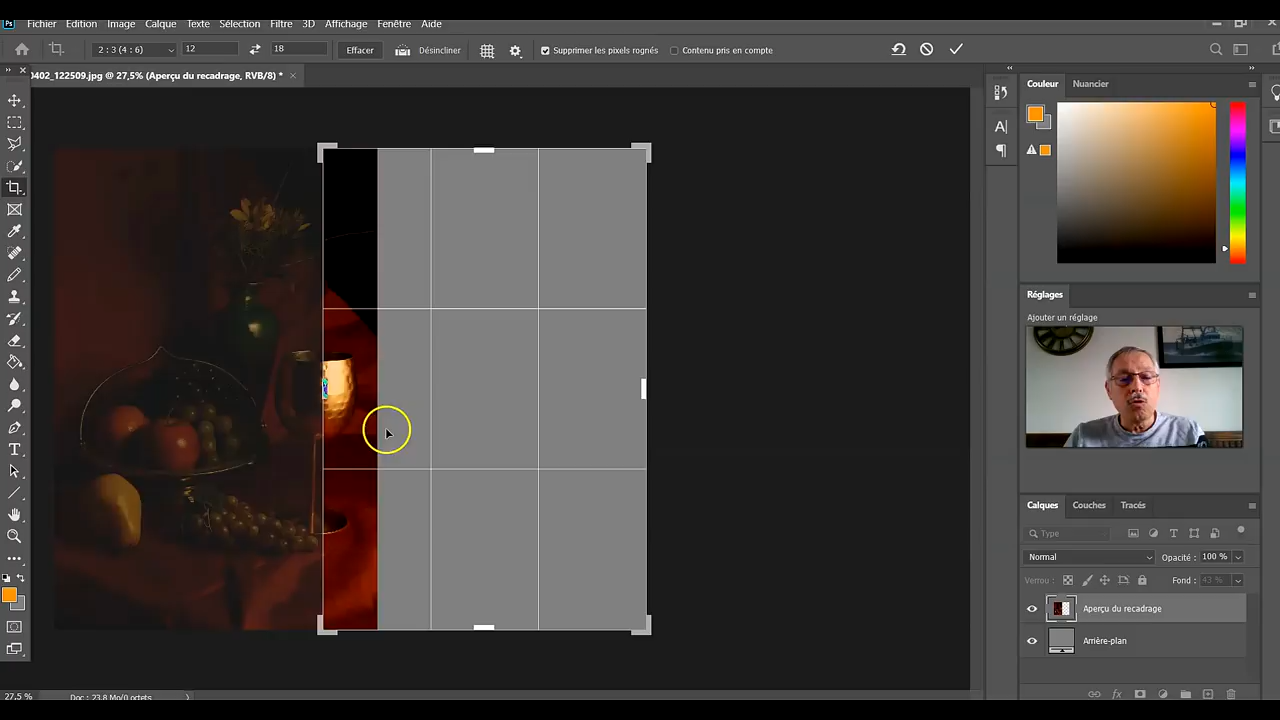 Ps Fichier Edition Image Calque Texte Sélection Filtre 3D Affichage Fenêtre Aide
2 : 3 (4 : 6) 12 18 Effacer Désincliner Supprimer les pixels rognés Contenu pris en compte
0402_122509.jpg @ 27,5% (Aperçu du recadrage, RVB/8) *
Couleur Nuancier
Réglages
Ajouter un réglage
Calques Couches Tracés
Type
Normal Opacité : 100 %
Verrou : Fond : 43 %
Aperçu du recadrage
Arrière-plan
27,5 % Doc : 23,8 Mo/0 octets